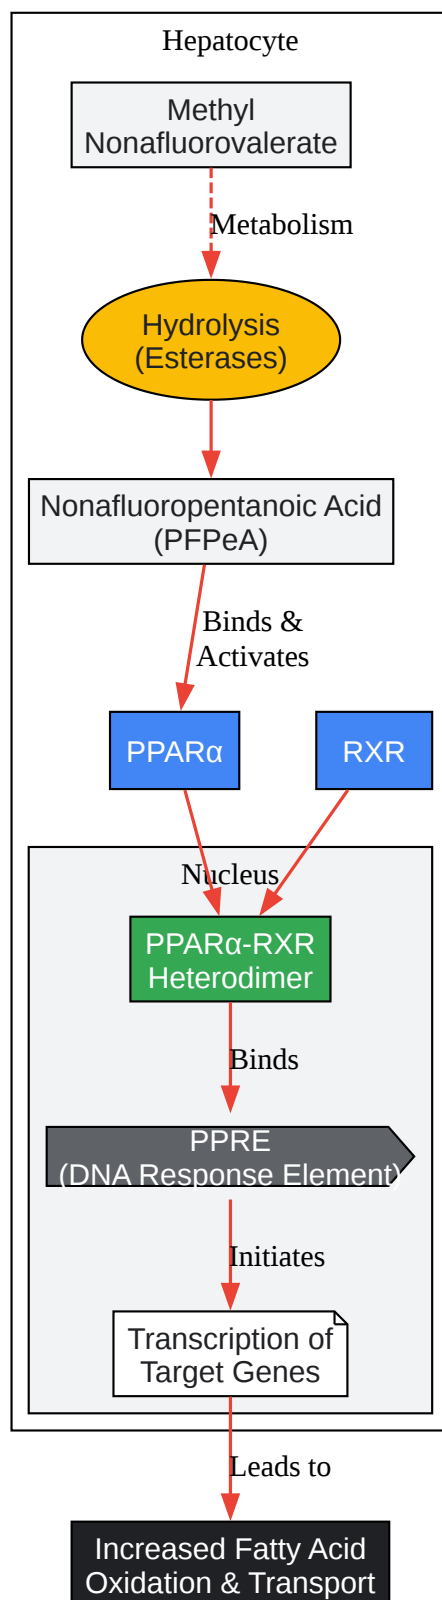 Hepatocyte
Methyl
Nonafluorovalerate
Metabolism
Hydrolysis
(Esterases)
Nonafluoropentanoic Acid
(PFPeA)
Binds &
Activates
PPARα
RXR
Nucleus
PPARα-RXR
Heterodimer
Binds
PPRE
(DNA Response Element)
Initiates
Transcription of
Target Genes
Leads to
Increased Fatty Acid
Oxidation & Transport